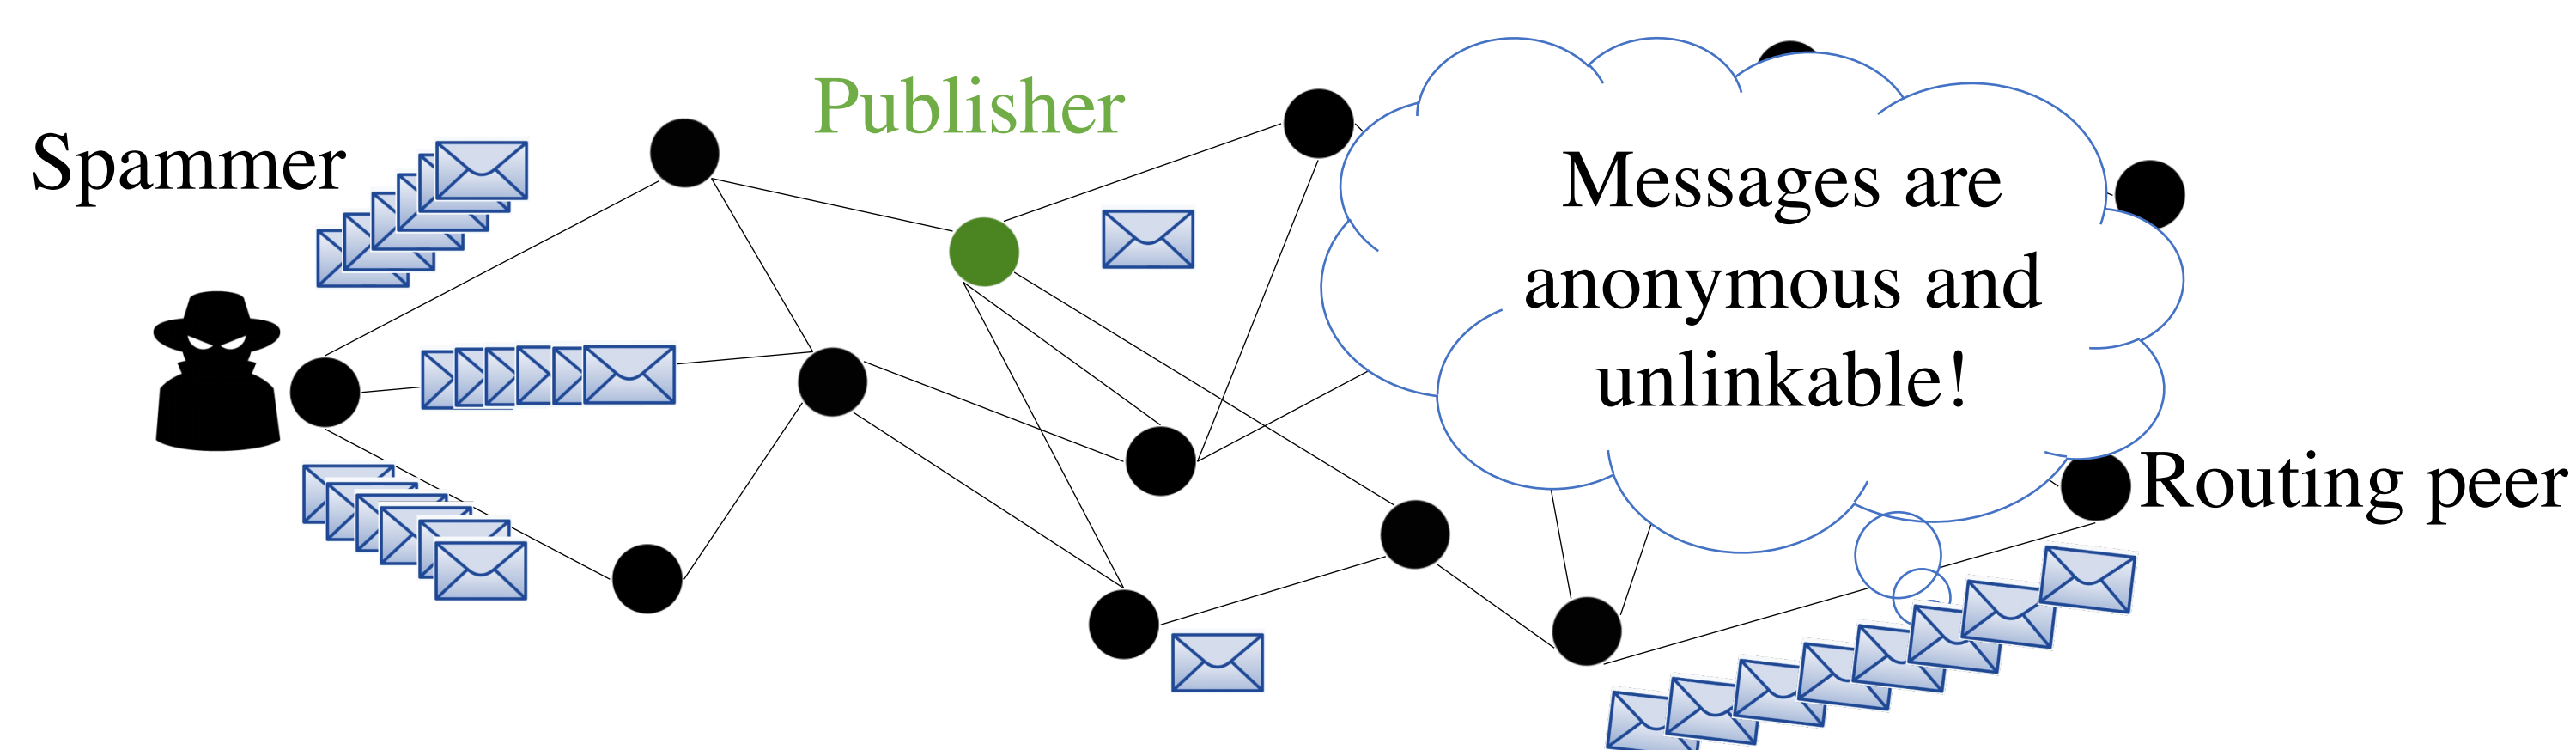 Spammer
Publisher
Messages are
anonymous and
unlinkable!
Routing peer